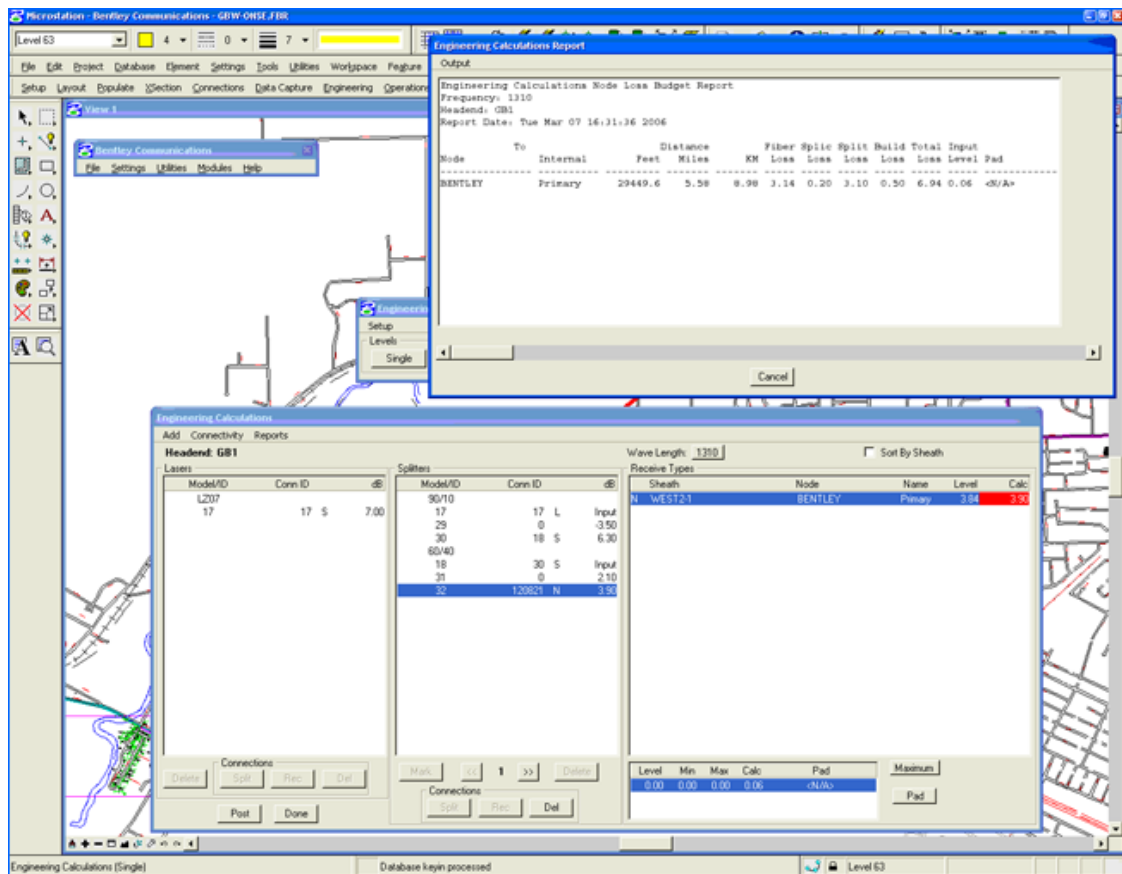 Microstation - Bentley Communications - GBW-ONSE.FBR
Level 63 4 0 7
File Edit Project Database Element Settings Tools Utilities Workspace Feature
Setup Layout Populate XSection Connections Data Capture Engineering Operation
View 1
Bentley Communications
File Settings Utilities Modules Help
Engineering
Setup
Levels
Single
Engineering Calculations Report
Output
Engineering Calculations Node Loss Budget Report
Frequency: 1310
Headend: GB1
Report Date: Tue Mar 07 16:31:36 2006
To Distance Fiber Splic Split Build Total Input
Node Internal Feet Miles KM Loss Loss Loss Loss Loss Level Pad
BENTLEY Primary 29449.6 5.58 8.98 3.14 0.20 3.10 0.50 6.94 0.06 <N/A>
Cancel
Engineering Calculations
Add Connectivity Reports
Headend: GB1 Wave Length: 1310 Sort By Sheath
Lasers Splitters Receive Types
Model/ID Conn ID dB Model/ID Conn ID dB Sheath Node Name Level Calc
LZ07 90/10 N WEST2-1 BENTLEY Primary 3.84 3.90
17 17 S 7.00 17 17 L Input
29 0 -3.50
30 18 S 6.30
60/40
18 30 S Input
31 0 2.10
32 120821 N 3.90
Connections
Delete Split Rec Del
Post Done
Mark << 1 >> Delete
Connections
Split Rec Del
Level Min Max Calc Pad
0.00 0.00 0.00 0.06 <N/A>
Maximum
Pad
Engineering Calculations (Single) Database keyin processed Level 63